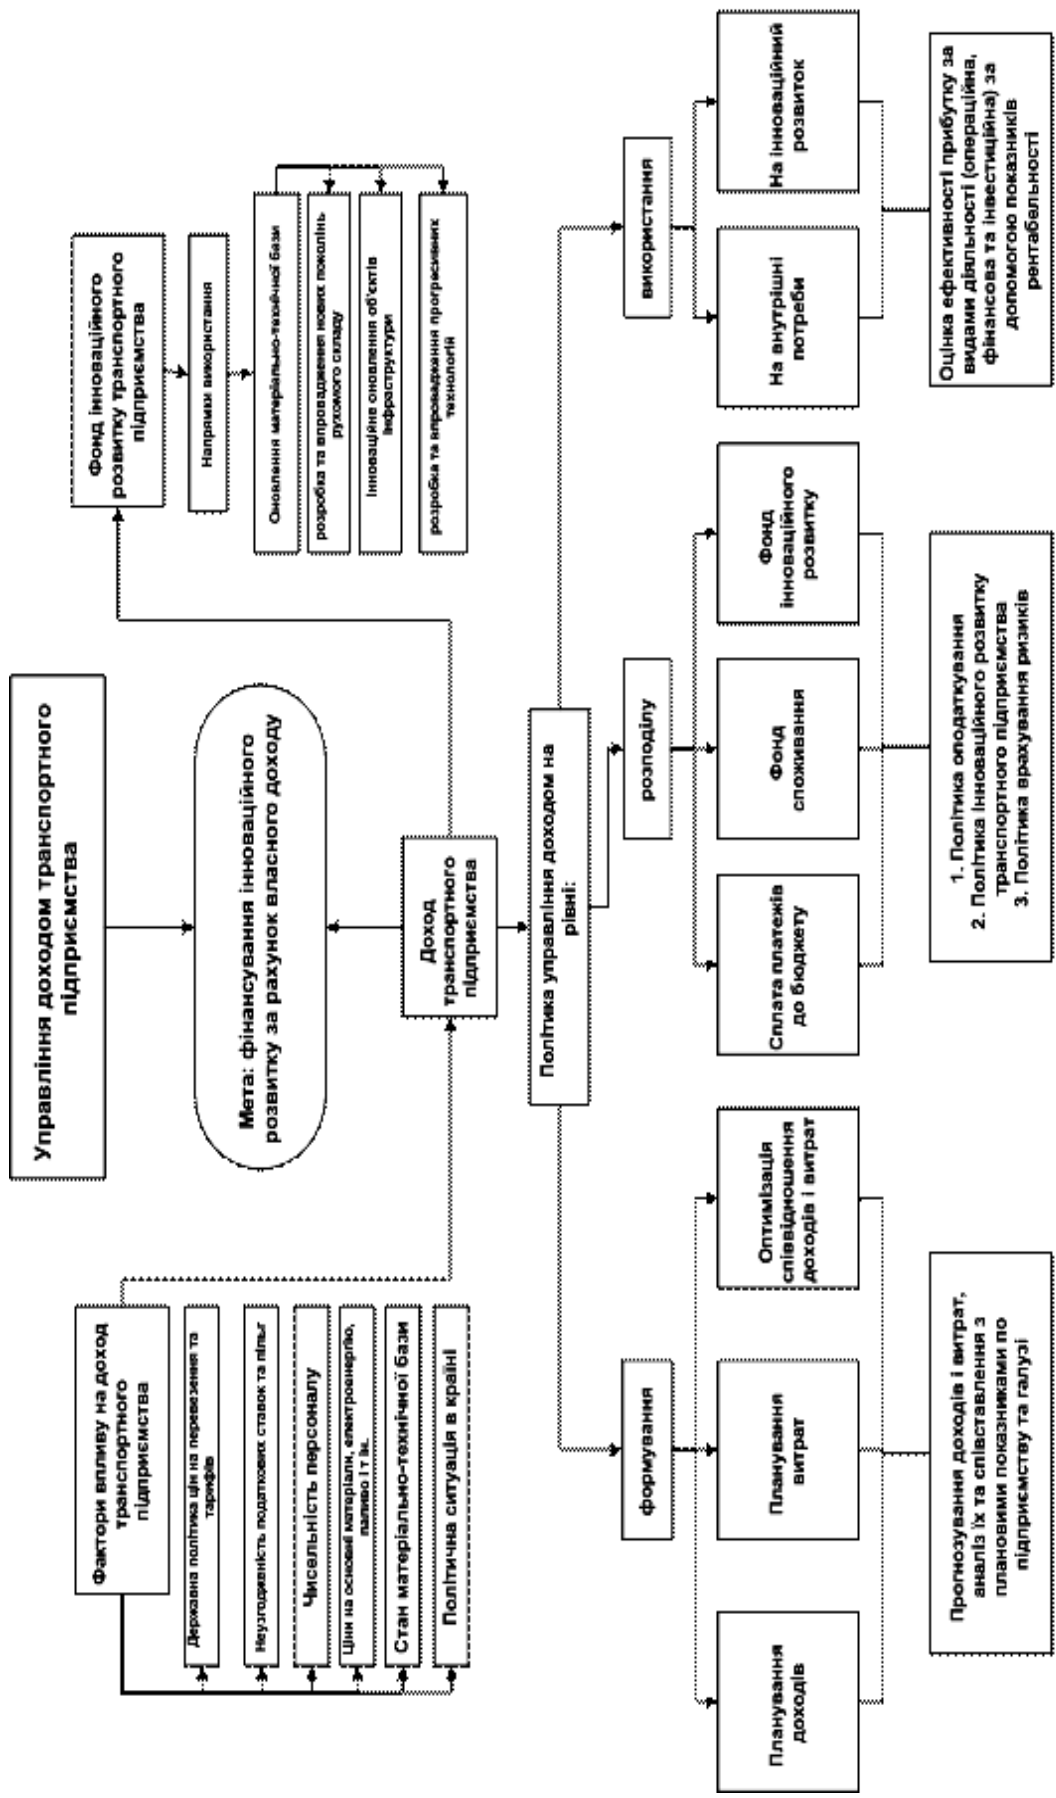 Управління доходом транспортного
підприємства
Мета: фінансування інноваційного
розвитку за рахунок власного доходу
Фактори впливу на доход
транспортного
підприємства
Державна політика цін на перевезення та
тарифів
Неузгодженість податкових ставок та пільг
Чисельність персоналу
Ціни на основні матеріали, електроенергію,
паливо і т ін.
Стан матеріально-технічної бази
Політична ситуація в країні
Доход
транспортного
підприємства
Фонд інноваційного
розвитку транспортного
підприємства
Напрямки використання
Оновлення матеріально-технічної бази
розробка та впровадження нових поколінь
рухомого складу
Інноваційне оновлення об'єктів
інфраструктури
розробка та впровадження прогресивних
технологій
Політика управління доходом на
рівні:
формування
Планування
доходів
Планування
витрат
Оптимізація
співвідношення
доходів і витрат
Прогнозування доходів і витрат,
аналіз їх та співставлення з
плановими показниками по
підприємству та галузі
розподілу
Сплата платежів
до бюджету
Фонд
споживання
Фонд
інноваційного
розвитку
1. Політика оподаткування
2. Політика інноваційного розвитку
транспортного підприємства
3. Політика врахування ризиків
використання
На внутрішні
потреби
На інноваційний
розвиток
Оцінка ефективності прибутку за
видами діяльності (операційна,
фінансова та інвестиційна) за
допомогою показників
рентабельності